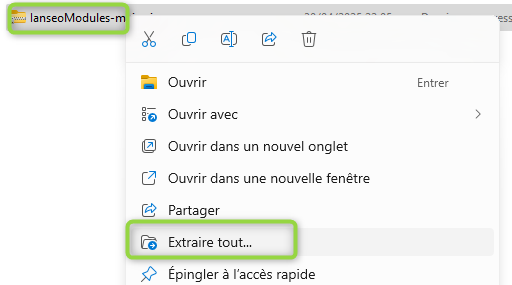 lanseoModules-m
Ouvrir Entrer
Ouvrir avec
Ouvrir dans un nouvel onglet
Ouvrir dans une nouvelle fenêtre
Partager
Extraire tout...
Épingler à l'accès rapide